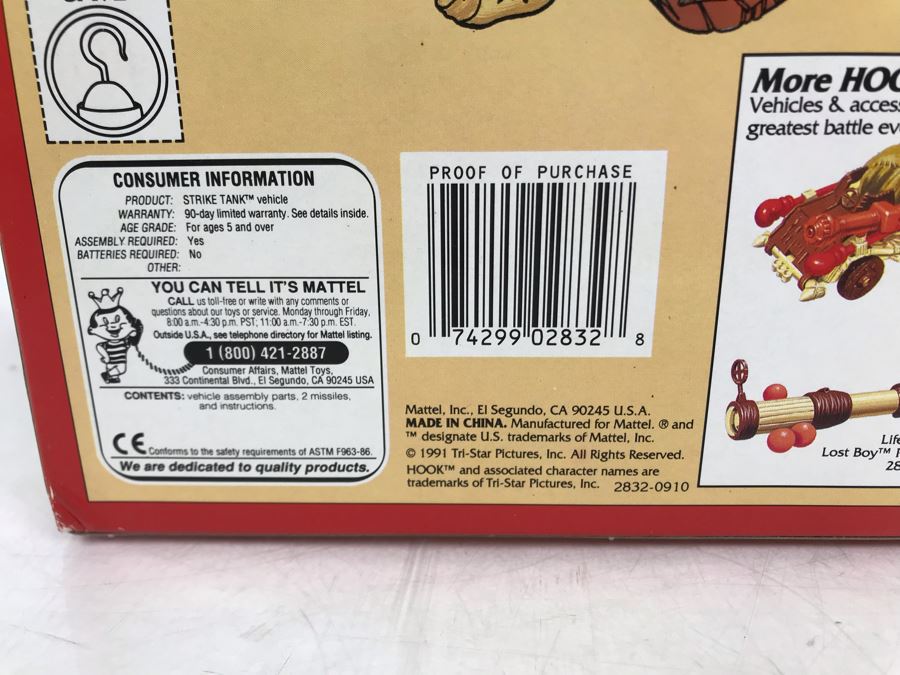 CONSUMER INFORMATION
PRODUCT: STRIKE TANK™ vehicle
WARRANTY: 90-day limited warranty. See details inside.
AGE GRADE: For ages 5 and over
ASSEMBLY REQUIRED: Yes
BATTERIES REQUIRED: No
OTHER:
YOU CAN TELL IT'S MATTEL
CALL us toll-free or write with any comments or
questions about our toys or service. Monday through Friday,
8:00 a.m.-4:30 p.m. PST; 11:00 a.m.-7:30 p.m. EST.
Outside U.S.A., see telephone directory for Mattel listing.
1 (800) 421-2887
Consumer Affairs, Mattel Toys,
333 Continental Blvd., El Segundo, CA 90245 USA
CONTENTS: vehicle assembly parts, 2 missiles,
and instructions.
CE Conforms to the safety requirements of ASTM F963-86.
We are dedicated to quality products.
PROOF OF PURCHASE
0 74299 02832 8
Mattel, Inc., El Segundo, CA 90245 U.S.A.
MADE IN CHINA. Manufactured for Mattel. ® and
™ designate U.S. trademarks of Mattel, Inc.
© 1991 Tri-Star Pictures, Inc. All Rights Reserved.
HOOK™ and associated character names are
trademarks of Tri-Star Pictures, Inc. 2832-0910
More HOO
Vehicles & access
greatest battle ev
Life
Lost Boy™
28